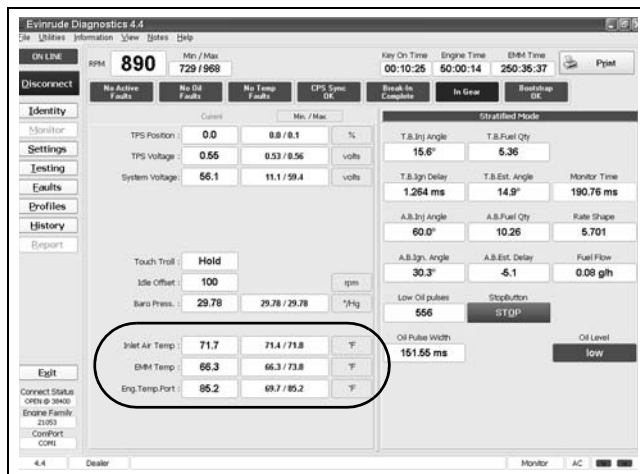 Evinrude Diagnostics 4.4
File Utilities Information View Notes Help
ON LINE
RPM 890
Min / Max
729 / 968
Key On Time Engine Time EMM Time
00:10:25 50:00:14 250:35:37
Print
Disconnect
No Active Faults
No Oil Faults
No Temp Faults
CPS Sync OK
Break-In Complete
In Gear
Bootstrap OK
Identity
Monitor
Settings
Testing
Faults
Profiles
History
Report
Current Min. / Max
TPS Position : 0.0 0.0 / 0.1 %
TPS Voltage : 0.55 0.53 / 0.56 volts
System Voltage: 56.1 11.1 / 59.4 volts
Touch Troll : Hold
Idle Offset : 100 rpm
Baro Press. : 29.78 29.78 / 29.78 "/Hg
Inlet Air Temp : 71.7 71.4 / 71.8 °F
EMM Temp : 66.3 66.3 / 73.8 °F
Eng.Temp.Port : 85.2 69.7 / 85.2 °F
Stratified Mode
T.B.Inj Angle T.B.Fuel Qty
15.6° 5.36
T.B.Ign Delay T.B.Est. Angle Monitor Time
1.264 ms 14.9° 190.76 ms
A.B.Inj Angle A.B.Fuel Qty Rate Shape
60.0° 10.26 5.701
A.B.Ign. Angle A.B.Est. Delay Fuel Flow
30.3° -5.1 0.08 g/h
Low Oil pulses StopButton
556 STOP
Oil Pulse Width Oil Level
151.55 ms low
Exit
Connect Status
OPEN @ 38400
Engine Family
21053
ComPort
COM1
4.4 Dealer Monitor AC